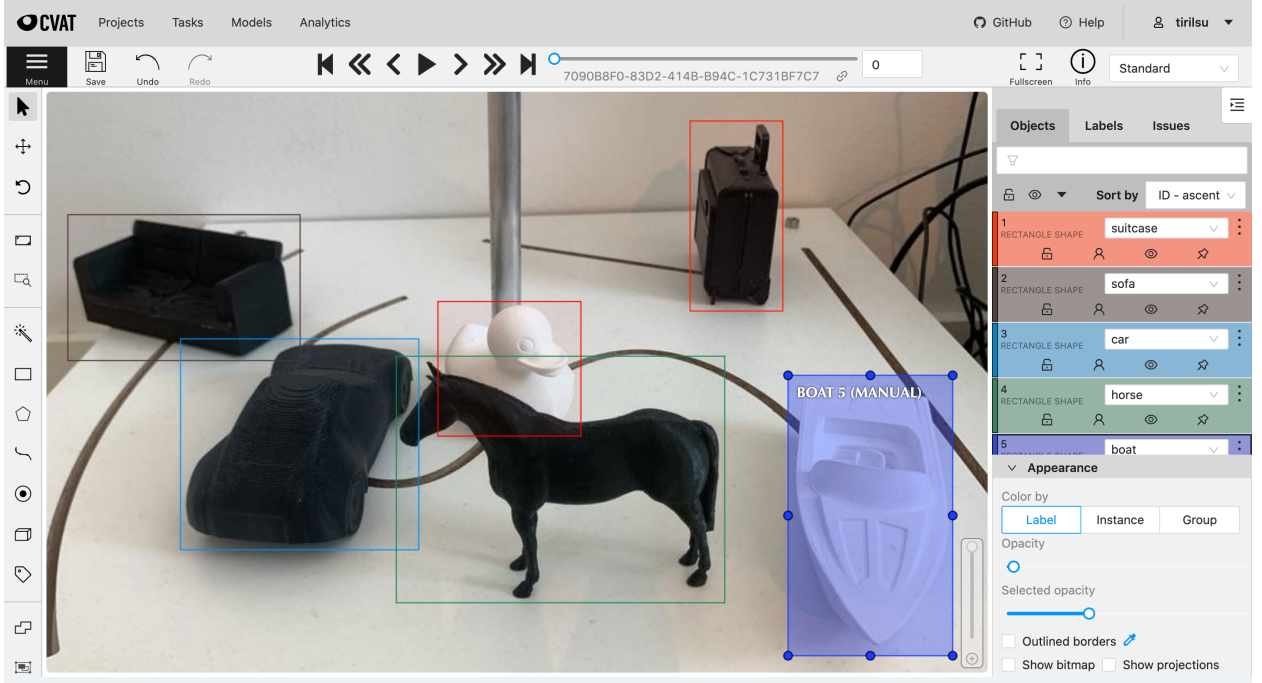 CVAT Projects Tasks Models Analytics GitHub Help tirilsu
Menu Save Undo Redo 7090B8F0-83D2-414B-B94C-1C731BF7C7 0 Fullscreen Info Standard
Objects Labels Issues
Sort by ID - ascent
1 suitcase
RECTANGLE SHAPE
2 sofa
RECTANGLE SHAPE
3 car
RECTANGLE SHAPE
4 horse
RECTANGLE SHAPE
5 boat
RECTANGLE SHAPE
BOAT 5 (MANUAL)
Appearance
Color by
Label Instance Group
Opacity
Selected opacity
Outlined borders
Show bitmap Show projections